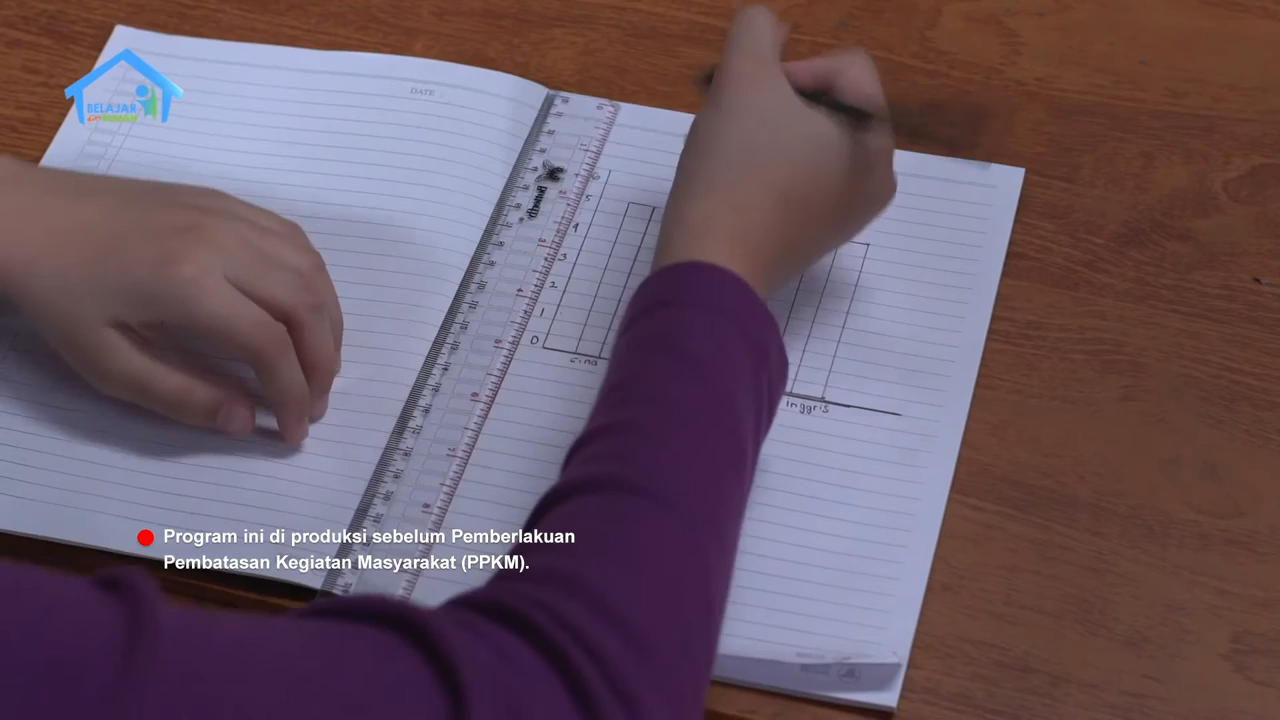 BELAJAR
DATE
5
4
3
2
1
0
cina
inggris
Program ini di produksi sebelum Pemberlakuan
Pembatasan Kegiatan Masyarakat (PPKM).